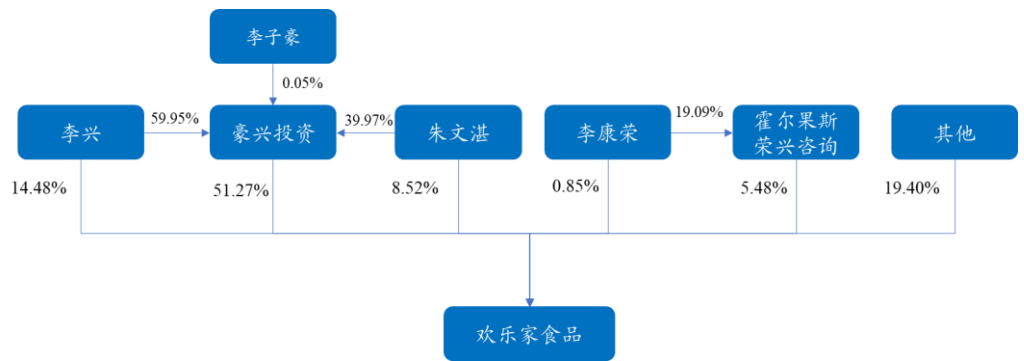 李子豪
0.05%
李兴
59.95%
豪兴投资
39.97%
朱文湛
李康荣
19.09%
霍尔果斯
荣兴咨询
其他
14.48%
51.27%
8.52%
0.85%
5.48%
19.40%
欢乐家食品